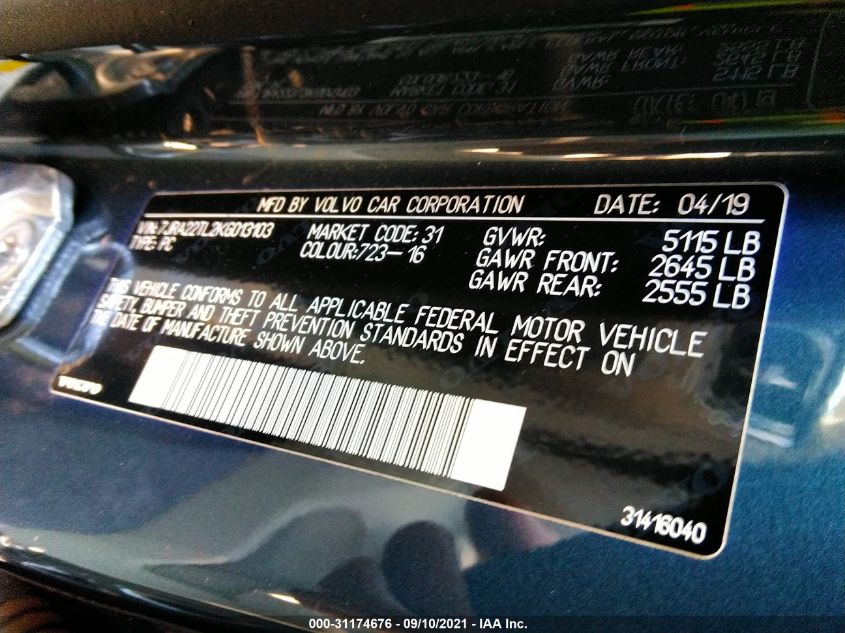 MFD BY VOLVO CAR CORPORATION DATE: 04/19
VIN: 7JRA22TL2KG013103 MARKET CODE: 31 GVWR: 5115 LB
TYPE: PC COLOUR:723-16 GAWR FRONT: 2645 LB
GAWR REAR: 2555 LB
THIS VEHICLE CONFORMS TO ALL APPLICABLE FEDERAL MOTOR VEHICLE
SAFETY, BUMPER AND THEFT PREVENTION STANDARDS IN EFFECT ON
THE DATE OF MANUFACTURE SHOWN ABOVE.
VOLVO
31416040
000-31174676 - 09/10/2021 - IAA Inc.